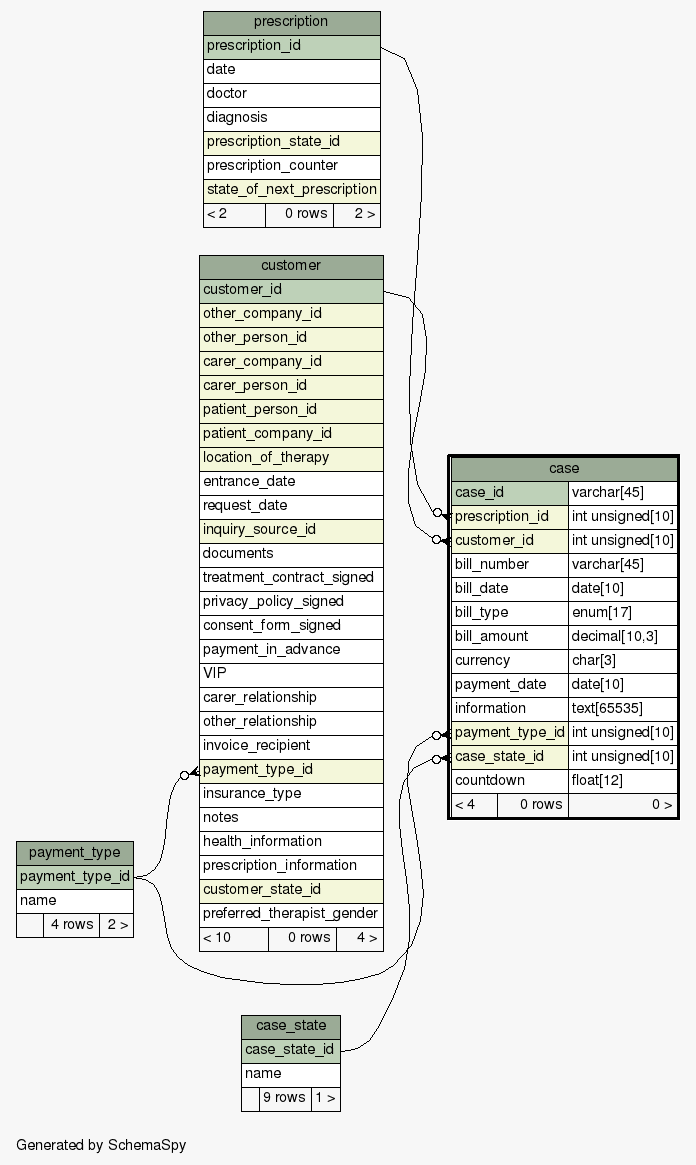 prescription
prescription_id
date
doctor
diagnosis
prescription_state_id
prescription_counter
state_of_next_prescription
< 2 0 rows 2 >
customer
customer_id
other_company_id
other_person_id
carer_company_id
carer_person_id
patient_person_id
patient_company_id
location_of_therapy
entrance_date
request_date
inquiry_source_id
documents
treatment_contract_signed
privacy_policy_signed
consent_form_signed
payment_in_advance
VIP
carer_relationship
other_relationship
invoice_recipient
payment_type_id
insurance_type
notes
health_information
prescription_information
customer_state_id
preferred_therapist_gender
< 10 0 rows 4 >
case
case_id varchar[45]
prescription_id int unsigned[10]
customer_id int unsigned[10]
bill_number varchar[45]
bill_date date[10]
bill_type enum[17]
bill_amount decimal[10,3]
currency char[3]
payment_date date[10]
information text[65535]
payment_type_id int unsigned[10]
case_state_id int unsigned[10]
countdown float[12]
< 4 0 rows 0 >
payment_type
payment_type_id
name
4 rows 2 >
case_state
case_state_id
name
9 rows 1 >
Generated by SchemaSpy